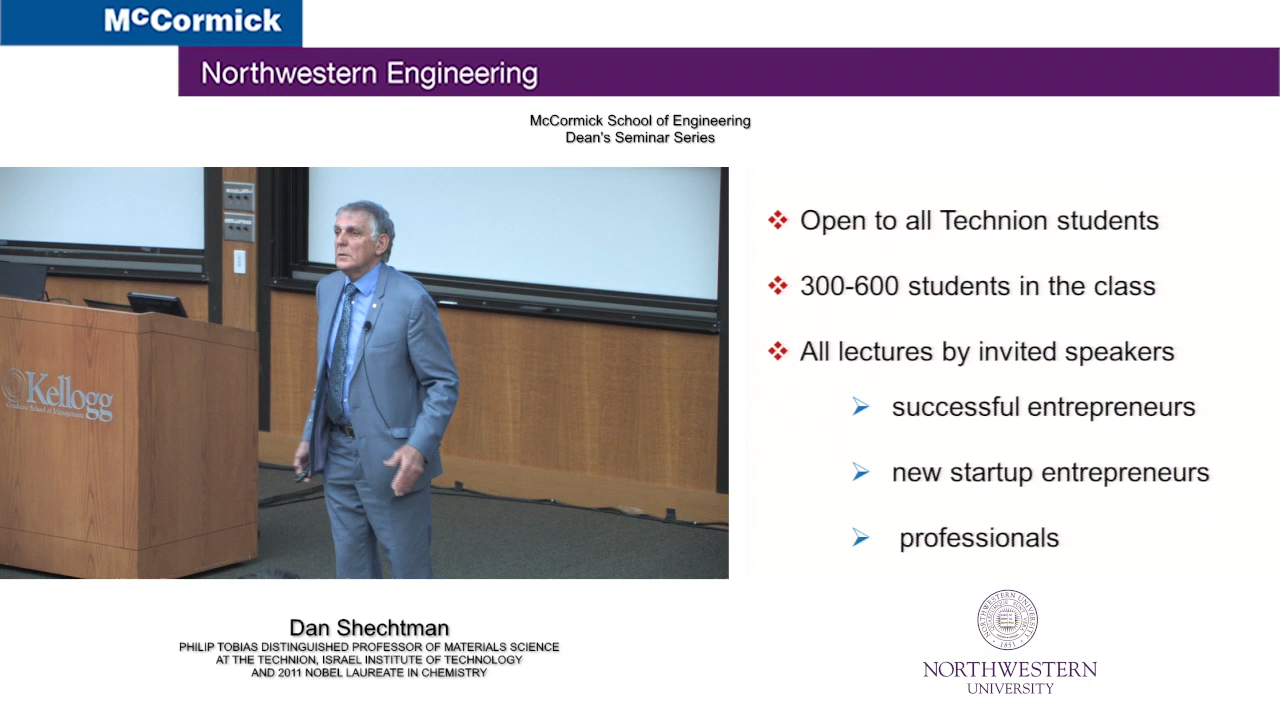 McCormick
Northwestern Engineering
McCormick School of Engineering
Dean's Seminar Series
Kellogg
Graduate School of Management
Open to all Technion students
300-600 students in the class
All lectures by invited speakers
successful entrepreneurs
new startup entrepreneurs
professionals
Dan Shechtman
PHILIP TOBIAS DISTINGUISHED PROFESSOR OF MATERIALS SCIENCE
AT THE TECHNION, ISRAEL INSTITUTE OF TECHNOLOGY
AND 2011 NOBEL LAUREATE IN CHEMISTRY
NORTHWESTERN
UNIVERSITY
1851
NORTHWESTERN
UNIVERSITY